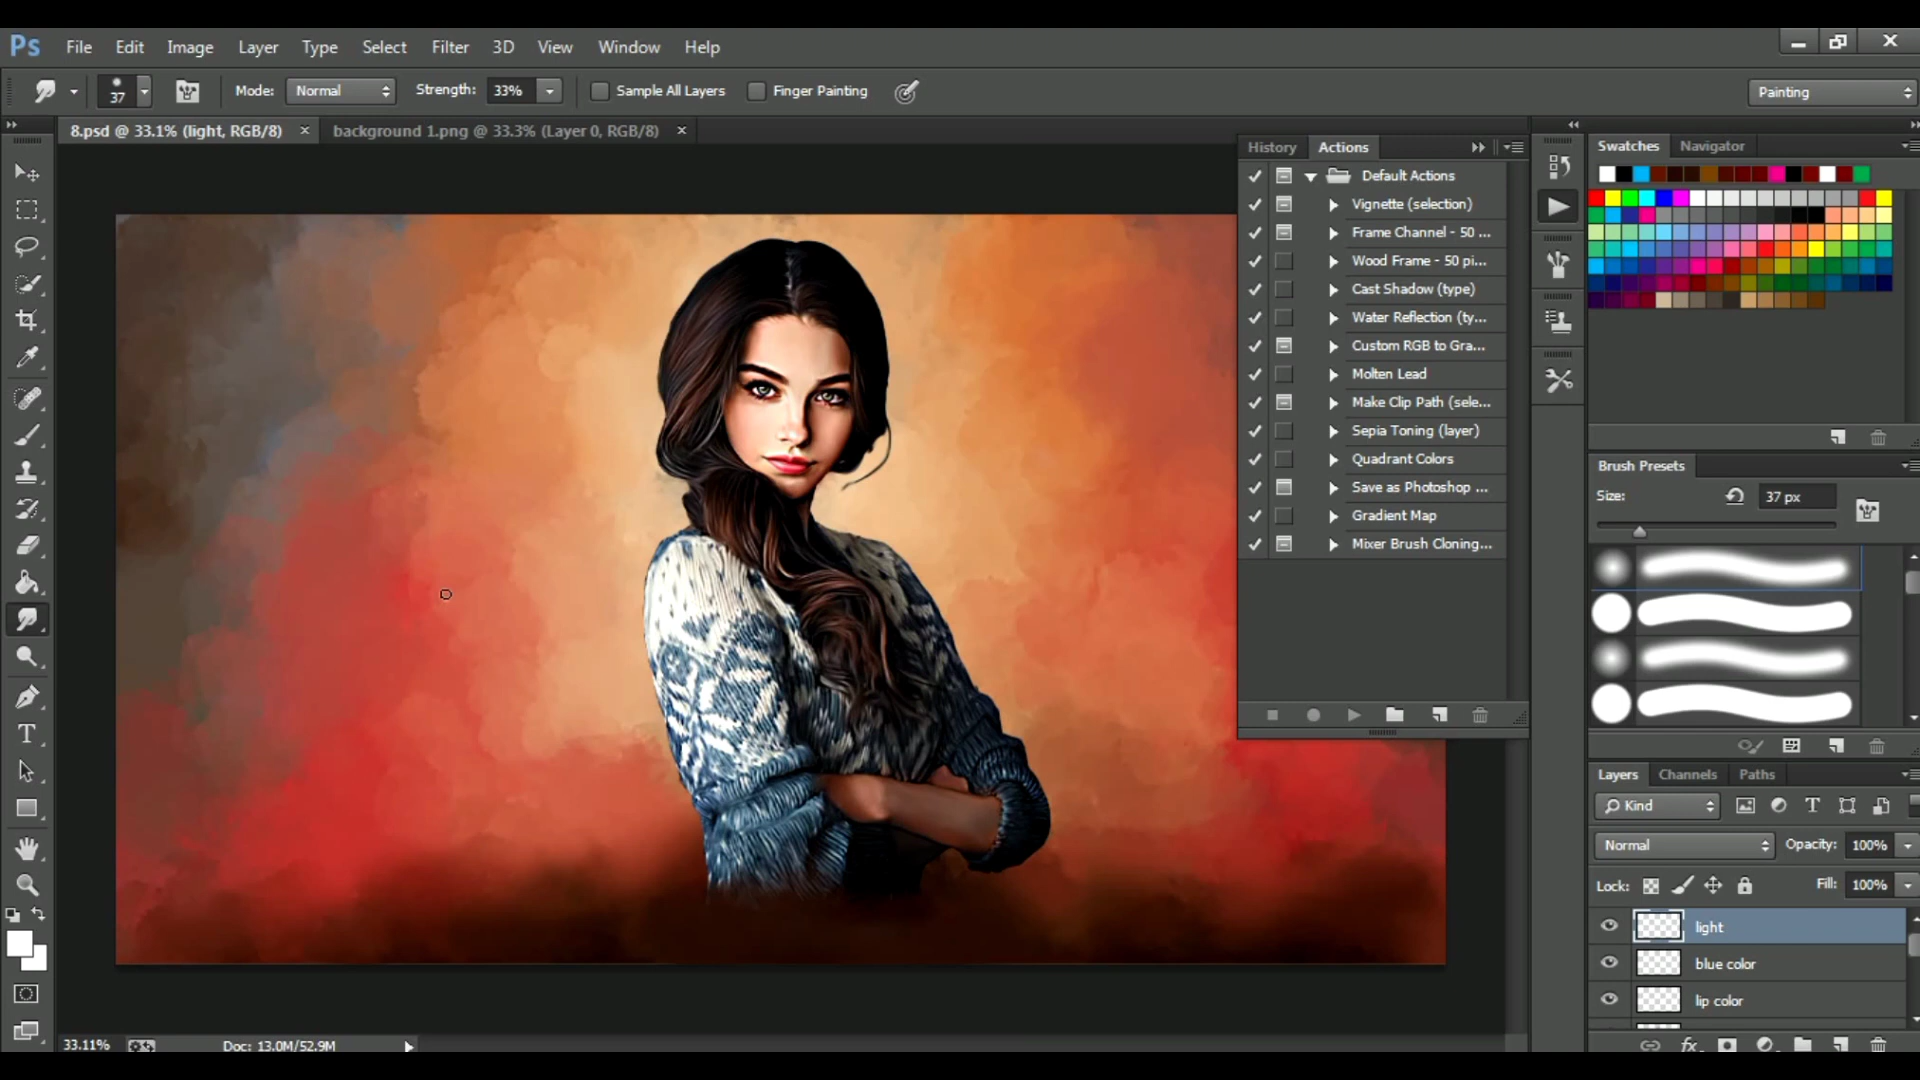 Ps File Edit Image Layer Type Select Filter 3D View Window Help
37 Mode: Normal Strength: 33% Sample All Layers Finger Painting Painting
8.psd @ 33.1% (light, RGB/8) × background 1.png @ 33.3% (Layer 0, RGB/8) ×
History Actions
Default Actions
Vignette (selection)
Frame Channel - 50 ...
Wood Frame - 50 pi...
Cast Shadow (type)
Water Reflection (ty...
Custom RGB to Gra...
Molten Lead
Make Clip Path (sele...
Sepia Toning (layer)
Quadrant Colors
Save as Photoshop ...
Gradient Map
Mixer Brush Cloning...
Swatches Navigator
Brush Presets
Size: 37 px
Layers Channels Paths
Kind
Normal Opacity: 100%
Lock: Fill: 100%
light
blue color
lip color
fx
33.11% Doc: 13.0M/52.9M